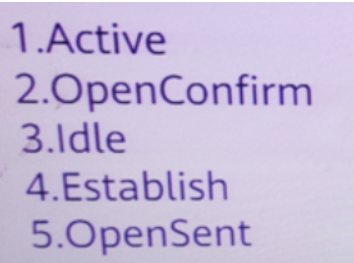 1.Active
2.OpenConfirm
3.Idle
4.Establish
5.OpenSent